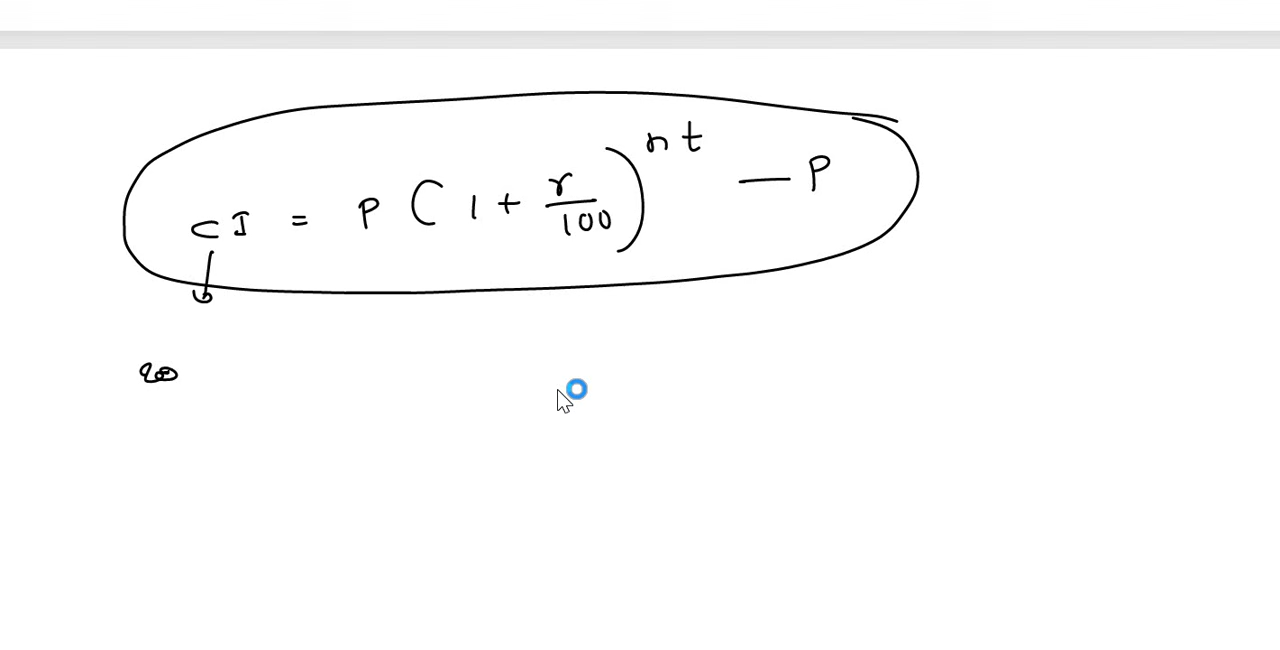 CI = P ( 1 + r/100 )^nt — P